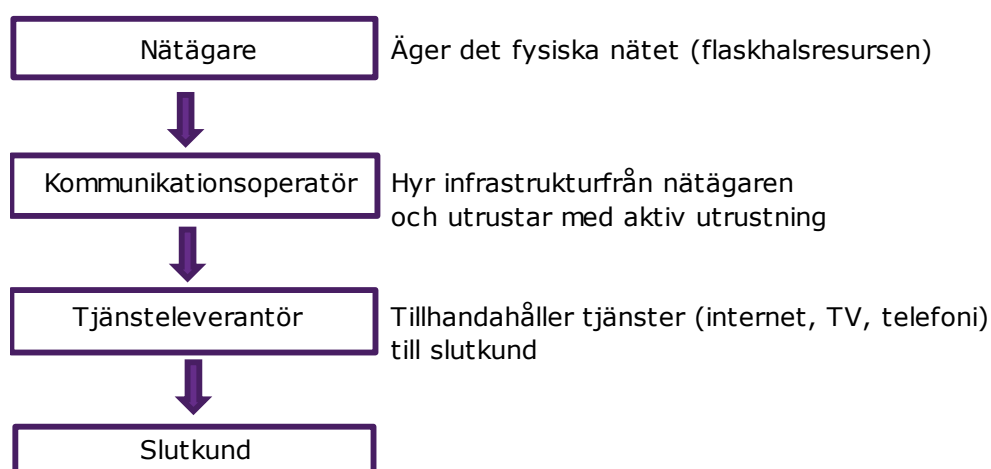 Nätägare
Äger det fysiska nätet (flaskhalsresursen)
Kommunikationsoperatör
Hyr infrastrukturfrån nätägaren
och utrustar med aktiv utrustning
Tjänsteleverantör
Tillhandahåller tjänster (internet, TV, telefoni)
till slutkund
Slutkund